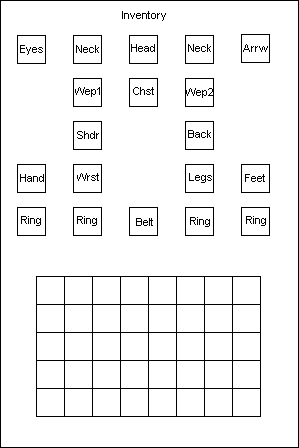 Inventory
Eyes Neck Head Neck Arrw
Wep1 Chst Wep2
Shdr Back
Hand Wrst Legs Feet
Ring Ring Belt Ring Ring